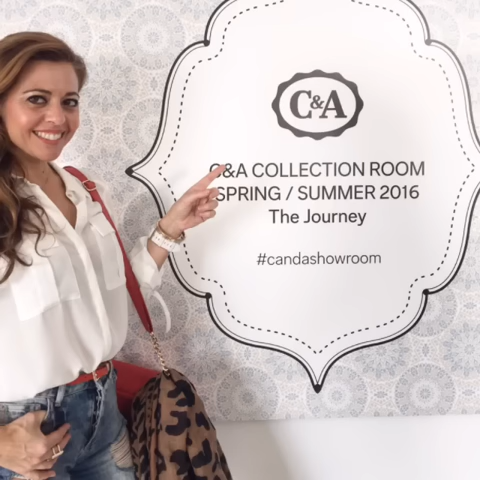 C&A
C&A COLLECTION ROOM
SPRING / SUMMER 2016
The Journey
#candashowroom